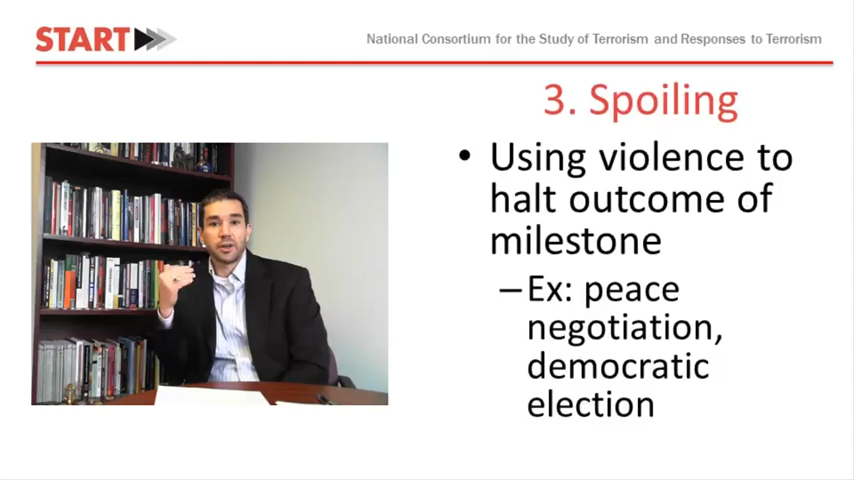 START
National Consortium for the Study of Terrorism and Responses to Terrorism
3. Spoiling
• Using violence to
halt outcome of
milestone
–Ex: peace
negotiation,
democratic
election